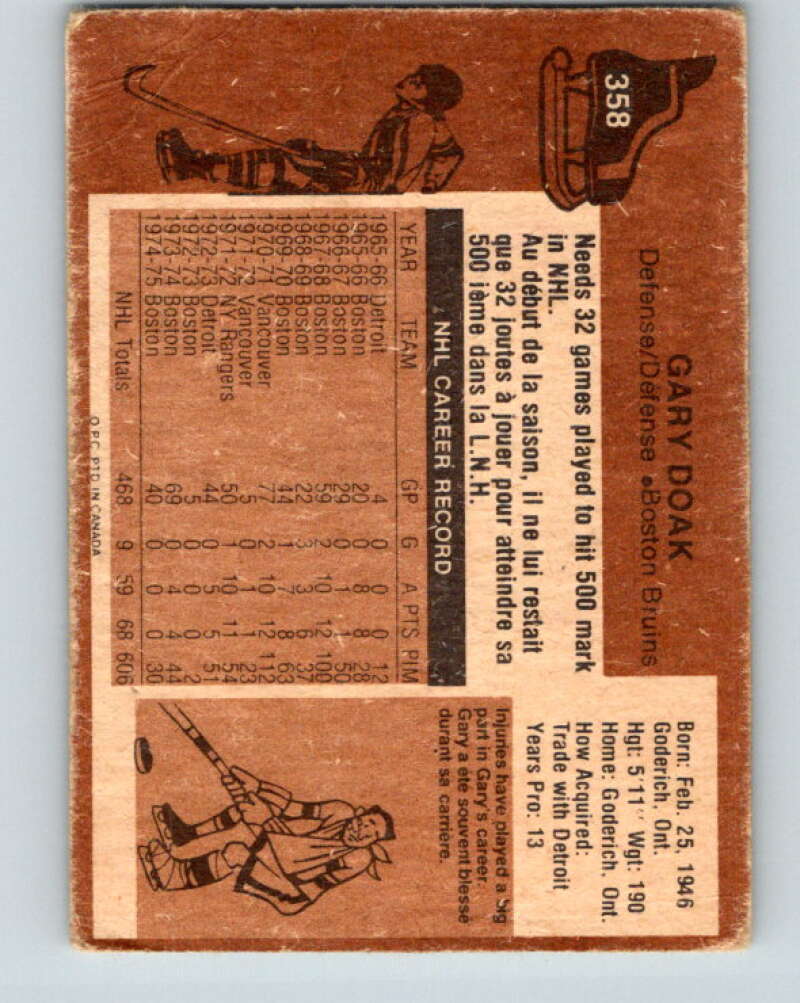 358
GARY DOAK
Defense/Défense • Boston Bruins
Born: Feb. 25, 1946
Goderich, Ont.
Hgt: 5'11" Wgt: 190
Home: Goderich, Ont.
How Acquired:
Trade with Detroit
Years Pro: 13
Needs 32 games played to hit 500 mark
in NHL.
Au début de la saison, il ne lui restait
que 32 joutes à jouer pour atteindre sa
500 ième dans la L.N.H.
NHL CAREER RECORD
YEAR TEAM GP G A PTS PIM
1965-66 Detroit 4 0 0 0 12
1965-66 Boston 20 0 8 8 28
1966-67 Boston 29 0 1 1 50
1967-68 Boston 59 2 10 12 100
1968-69 Boston 22 3 3 6 37
1969-70 Boston 44 1 7 8 63
1970-71 Vancouver 77 2 10 12 112
1971-72 Vancouver 5 0 1 1 23
1971-72 NY Rangers 50 1 10 11 54
1972-73 Detroit 44 0 5 5 51
1972-73 Boston 5 0 0 0 2
1973-74 Boston 69 0 4 4 44
1974-75 Boston 40 0 0 0 30
NHL Totals 468 9 59 68 606
Injuries have played a big
part in Gary's career.
Gary a été souvent blessé
durant sa carrière.
O.P.C. PTD IN CANADA